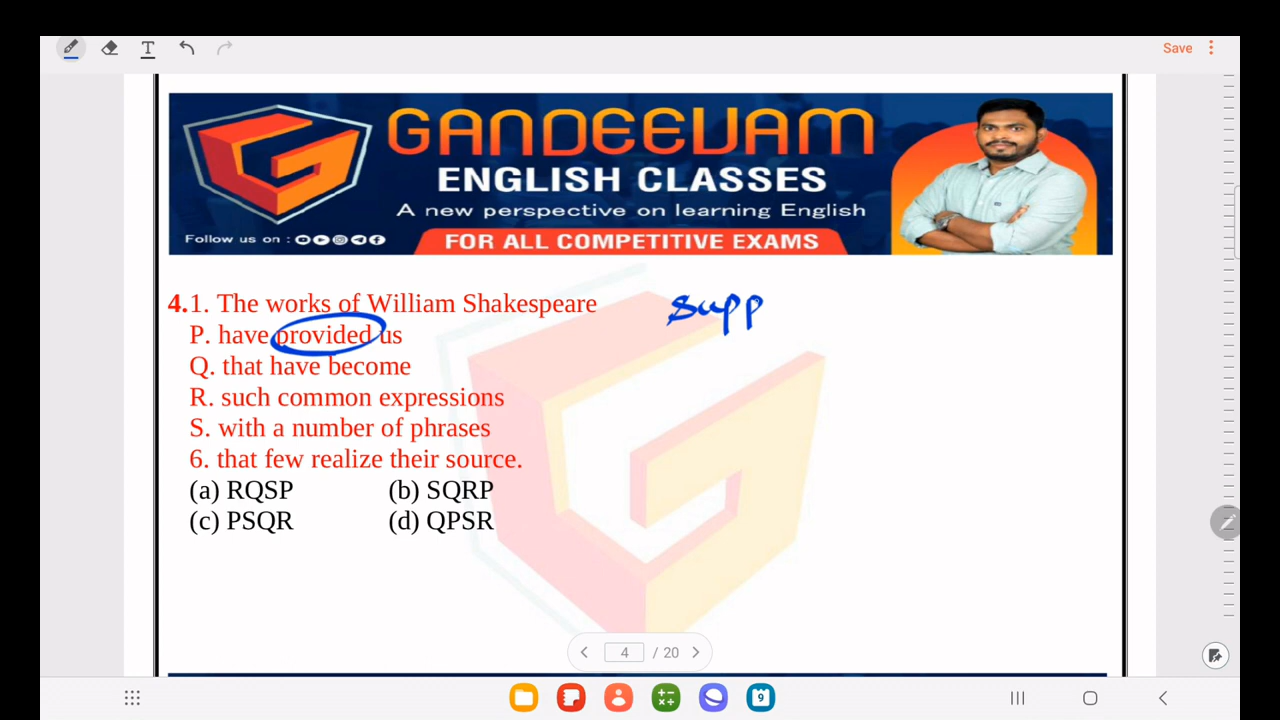 Save
GANDEEVAM
ENGLISH CLASSES
A new perspective on learning English
Follow us on :
FOR ALL COMPETITIVE EXAMS
4.1. The works of William Shakespeare
supp
P. have provided us
Q. that have become
R. such common expressions
S. with a number of phrases
6. that few realize their source.
(a) RQSP (b) SQRP
(c) PSQR (d) QPSR
4 / 20
9